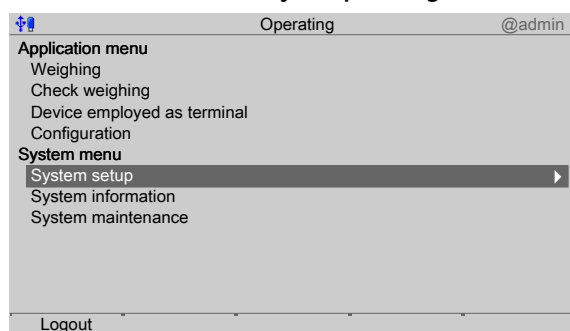 Operating @admin
Application menu
Weighing
Check weighing
Device employed as terminal
Configuration
System menu
System setup
System information
System maintenance
Logout